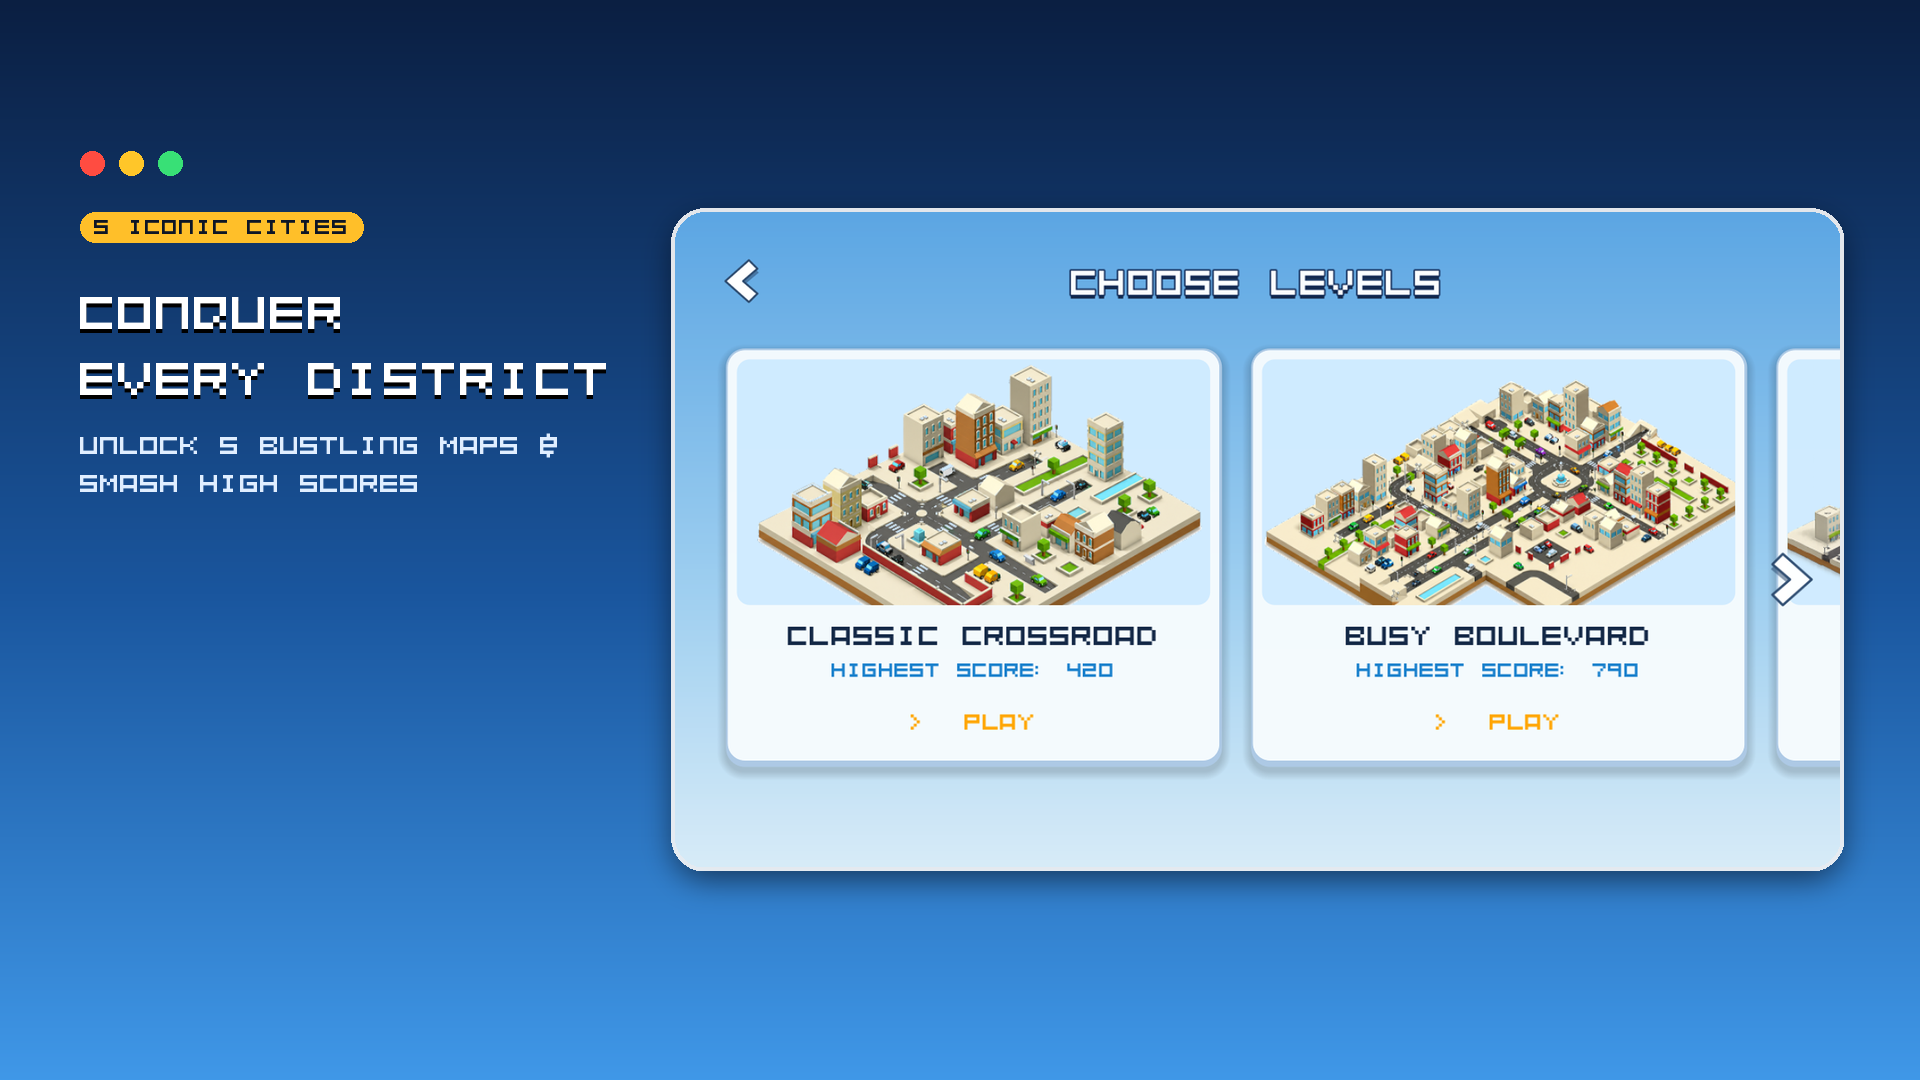 5 ICONIC CITIES
CONQUER
EVERY DISTRICT
UNLOCK 5 BUSTLING MAPS &
SMASH HIGH SCORES
CHOOSE LEVELS
CLASSIC CROSSROAD
HIGHEST SCORE: 420
> PLAY
BUSY BOULEVARD
HIGHEST SCORE: 790
> PLAY